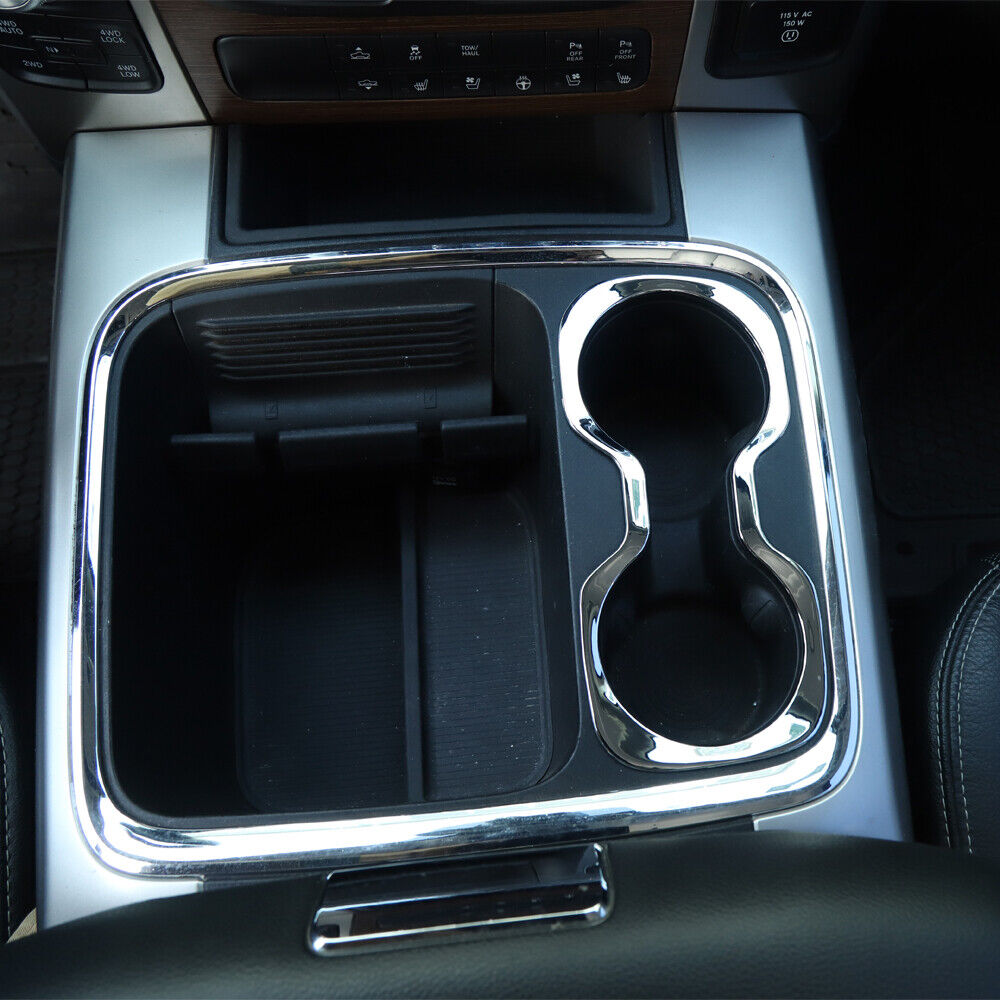 4WD
AUTO
4WD
LOCK
N
2WD
4WD
LOW
OFF
TOW/
HAUL
P
OFF
REAR
P
OFF
FRONT
115 V AC
150 W